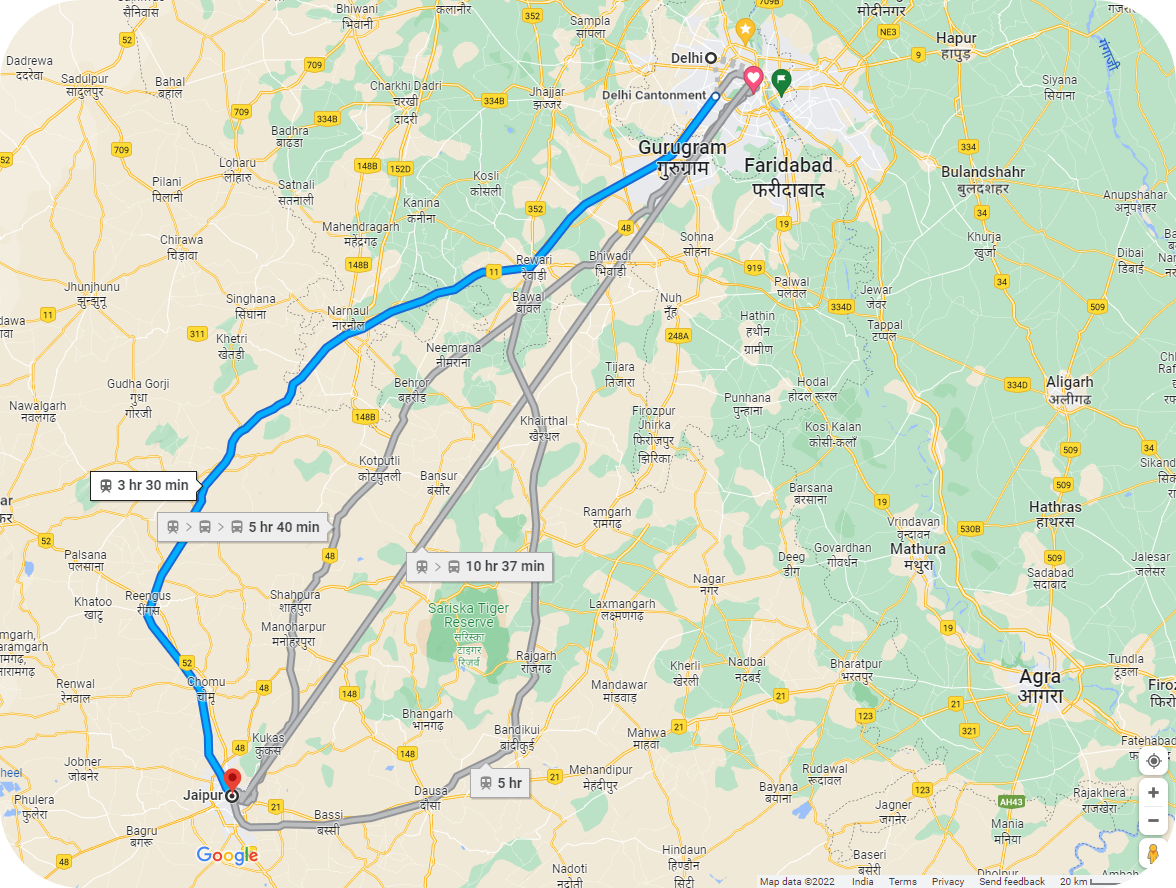 Sadulpur
सैनिवास
Bhiwani
भिवानी
कलानौर
352
Sampla
सांपला
709B
मोदीनगर
52
Delhi
NE3
Hapur
हापुड़
9
गंगाजी
Dadrewa
ददरेवा
Sadulpur
सादुलपुर
Bahal
बहाल
709
Charkhi Dadri
चरखी
दादरी
Jhajjar
झज्जर
334B
Delhi Cantonment
Siyana
सियाना
709
334B
Badhra
बाढ़डा
709
52
Loharu
लोहारु
148B
152D
Gurugram
गुरुग्राम
Faridabad
फरीदाबाद
334
Bulandshahr
बुलंदशहर
Pilani
पिलानी
Satnali
सतनाली
Kosli
कोसली
Kanina
कनीना
352
48
19
34
Anupshahar
अनूपशहर
Mahendragarh
महेंद्रगढ़
Chirawa
चिड़ावा
148B
Sohna
सोहना
Khurja
खुर्जा
Dibai
डिबाई
Rewari
रेवाड़ी
11
Bhiwadi
भिवाड़ी
919
Palwal
पलवल
34
Jhunjhunu
झुन्झुनू
Singhana
सिंघाना
Bawal
बावल
Nuh
नूँह
Jewar
जेवर
334D
509
11
Narnaul
नारनौल
Hathin
हथीन
ग्रामीण
Tappal
टप्पल
311
Khetri
खेतड़ी
248A
Neemrana
नीमराना
Tijara
तिजारा
Gudha Gorji
गुधा
गोरजी
Behror
बहरोड़
Hodal
होदल रूरल
334D
Aligarh
अलीगढ़
Nawalgarh
नवलगढ़
148B
Khairthal
खैरथल
Firozpur
Jhirka
फिरोजपुर
झिरिका
Punhana
पुन्हाना
Kosi Kalan
कोसी-कलाँ
509
34
Kotputli
कोटपुतली
Bansur
बंसौर
3 hr 30 min
Barsana
बरसाना
509
Ramgarh
रामगढ़
19
Hathras
हाथरस
5 hr 40 min
Vrindavan
वृन्दावन
530B
52
48
Palsana
पलसाना
10 hr 37 min
Deeg
डीग
Govardhan
गोवर्धन
Mathura
मथुरा
509
Jalesar
जलेसर
Sadabad
सदाबाद
Nagar
नगर
Khatoo
खाटू
Reengus
रींगस
Shahpura
शाहपुरा
Sariska Tiger
Reserve
सरिस्का
टाइगर
रिज़र्व
Laxmangarh
लक्ष्मणगढ़
Manoharpura
मनोहरपुरा
19
Rajgarh
राजगढ़
52
Kherli
खेरली
Nadbai
नदबई
Bharatpur
भरतपुर
Tundla
टूंडला
Renwal
रेनवाल
Chomu
चौमू
48
148
Mandawar
मांडवाड़
21
Agra
आगरा
Bhangarh
भानगढ़
21
123
21
Kukas
कुकस
Bandikui
बांदीकुई
Mahwa
माहवा
321
48
148
Jobner
जोबनेर
Jaipur
5 hr
21
Mehandipur
मेहंदीपुर
Rudawal
रूदावल
Bayana
बयाना
123
Phulera
फुलेरा
21
Dausa
दौसा
Jagner
जगनेर
AH43
Rajakhera
राजखेरा
Bassi
बस्सी
Bagru
बागरू
Mania
मनिया
48
Google
Hindaun
हिण्डौन
सिटी
Baseri
बसेरी
Nadoti
नदोती
Dholpur
Map data ©2022 India Terms Privacy Send feedback 20 km